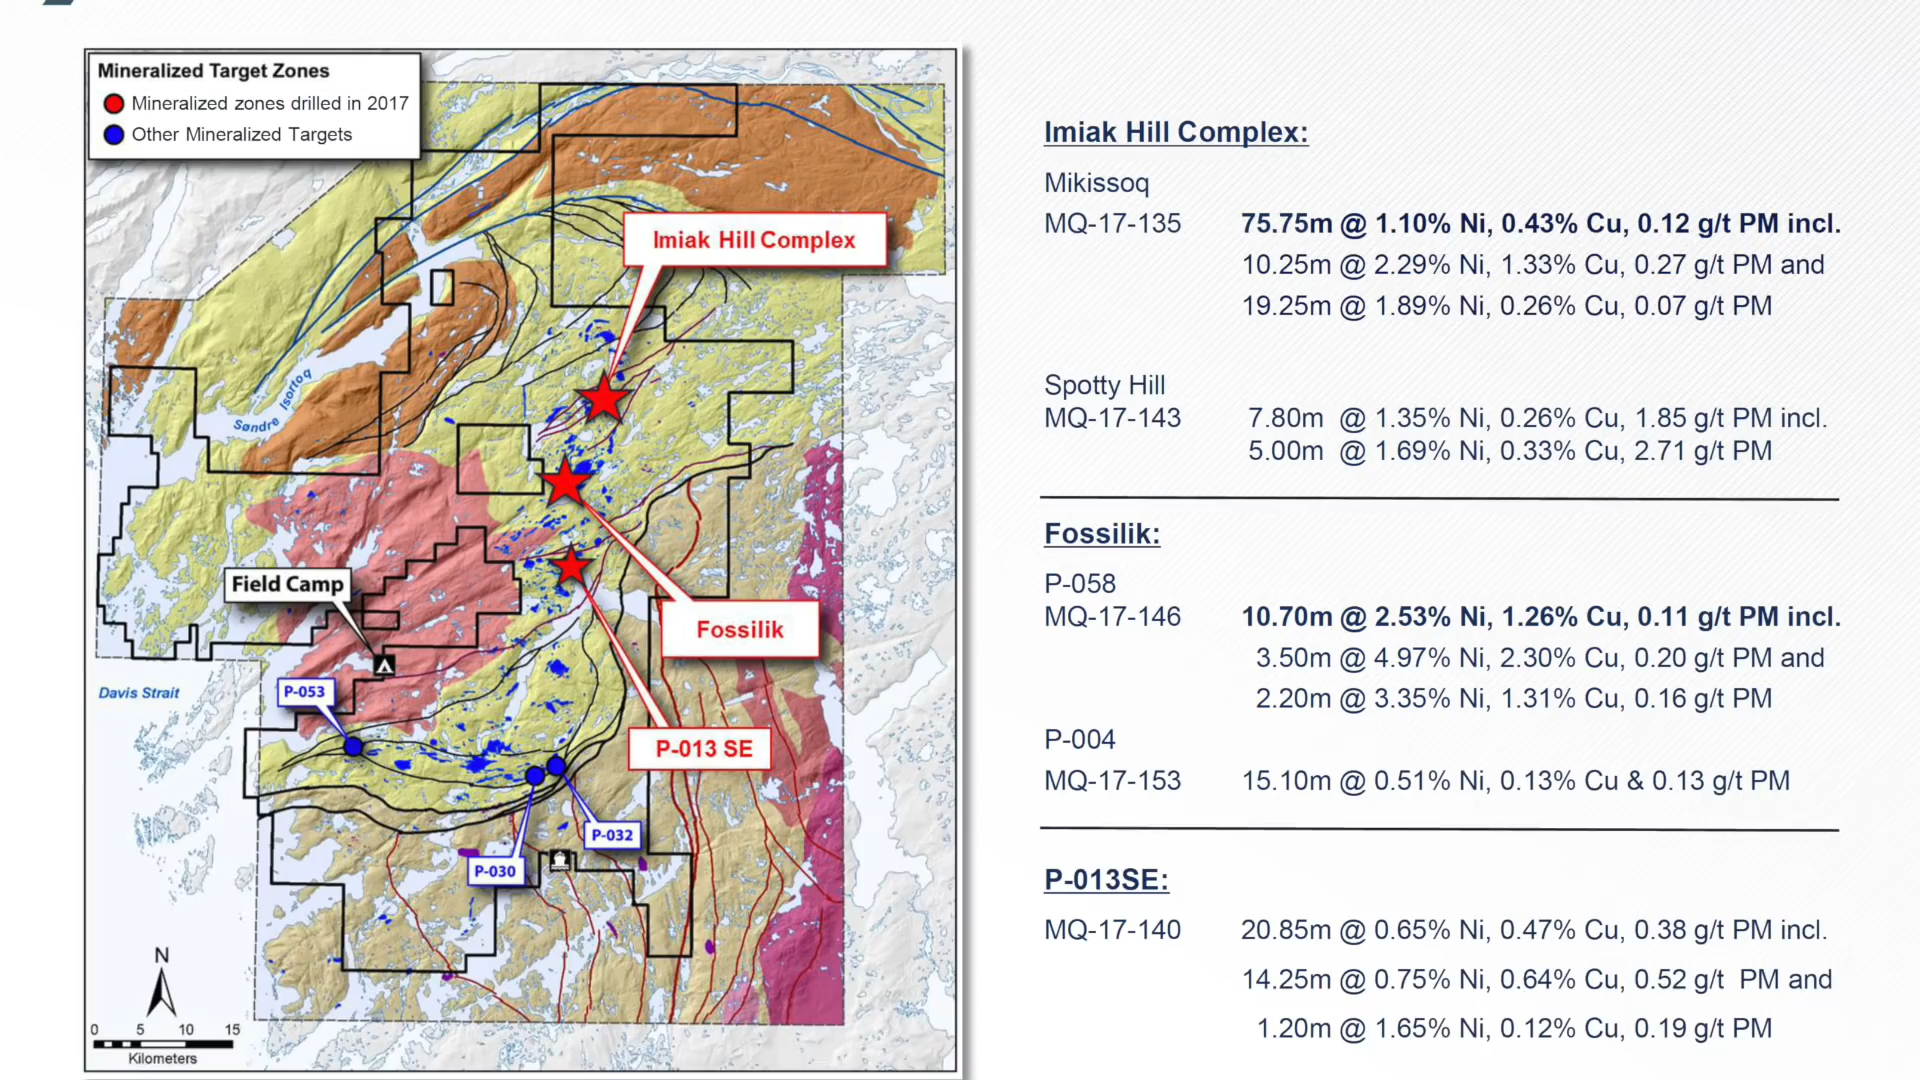 Mineralized Target Zones
Mineralized zones drilled in 2017
Other Mineralized Targets
Imiak Hill Complex
Søndre Isortoq
Field Camp
Fossilik
Davis Strait
P-053
P-013 SE
P-032
P-030
N
0 5 10 15
Kilometers
Imiak Hill Complex:
Mikissoq
MQ-17-135 75.75m @ 1.10% Ni, 0.43% Cu, 0.12 g/t PM incl.
10.25m @ 2.29% Ni, 1.33% Cu, 0.27 g/t PM and
19.25m @ 1.89% Ni, 0.26% Cu, 0.07 g/t PM
Spotty Hill
MQ-17-143 7.80m @ 1.35% Ni, 0.26% Cu, 1.85 g/t PM incl.
5.00m @ 1.69% Ni, 0.33% Cu, 2.71 g/t PM
Fossilik:
P-058
MQ-17-146 10.70m @ 2.53% Ni, 1.26% Cu, 0.11 g/t PM incl.
3.50m @ 4.97% Ni, 2.30% Cu, 0.20 g/t PM and
2.20m @ 3.35% Ni, 1.31% Cu, 0.16 g/t PM
P-004
MQ-17-153 15.10m @ 0.51% Ni, 0.13% Cu & 0.13 g/t PM
P-013SE:
MQ-17-140 20.85m @ 0.65% Ni, 0.47% Cu, 0.38 g/t PM incl.
14.25m @ 0.75% Ni, 0.64% Cu, 0.52 g/t PM and
1.20m @ 1.65% Ni, 0.12% Cu, 0.19 g/t PM